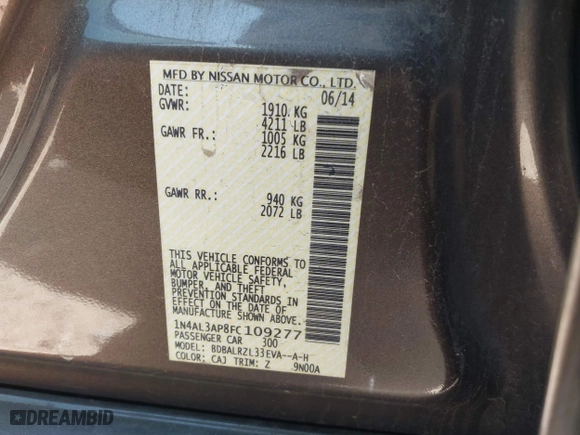 MFD BY NISSAN MOTOR CO., LTD.
DATE: 06/14
GVWR: 1910 KG
4211 LB
GAWR FR.: 1005 KG
2216 LB
GAWR RR.: 940 KG
2072 LB
THIS VEHICLE CONFORMS TO
ALL APPLICABLE FEDERAL
MOTOR VEHICLE SAFETY,
BUMPER, AND THEFT
PREVENTION STANDARDS IN
EFFECT ON THE DATE OF
MANUFACTURE SHOWN ABOVE.
1N4AL3AP8FC109277
PASSENGER CAR 300
MODEL: BDBALRZL33EVA--A-H
COLOR: CAJ TRIM: Z 9N00A
DREAMBID